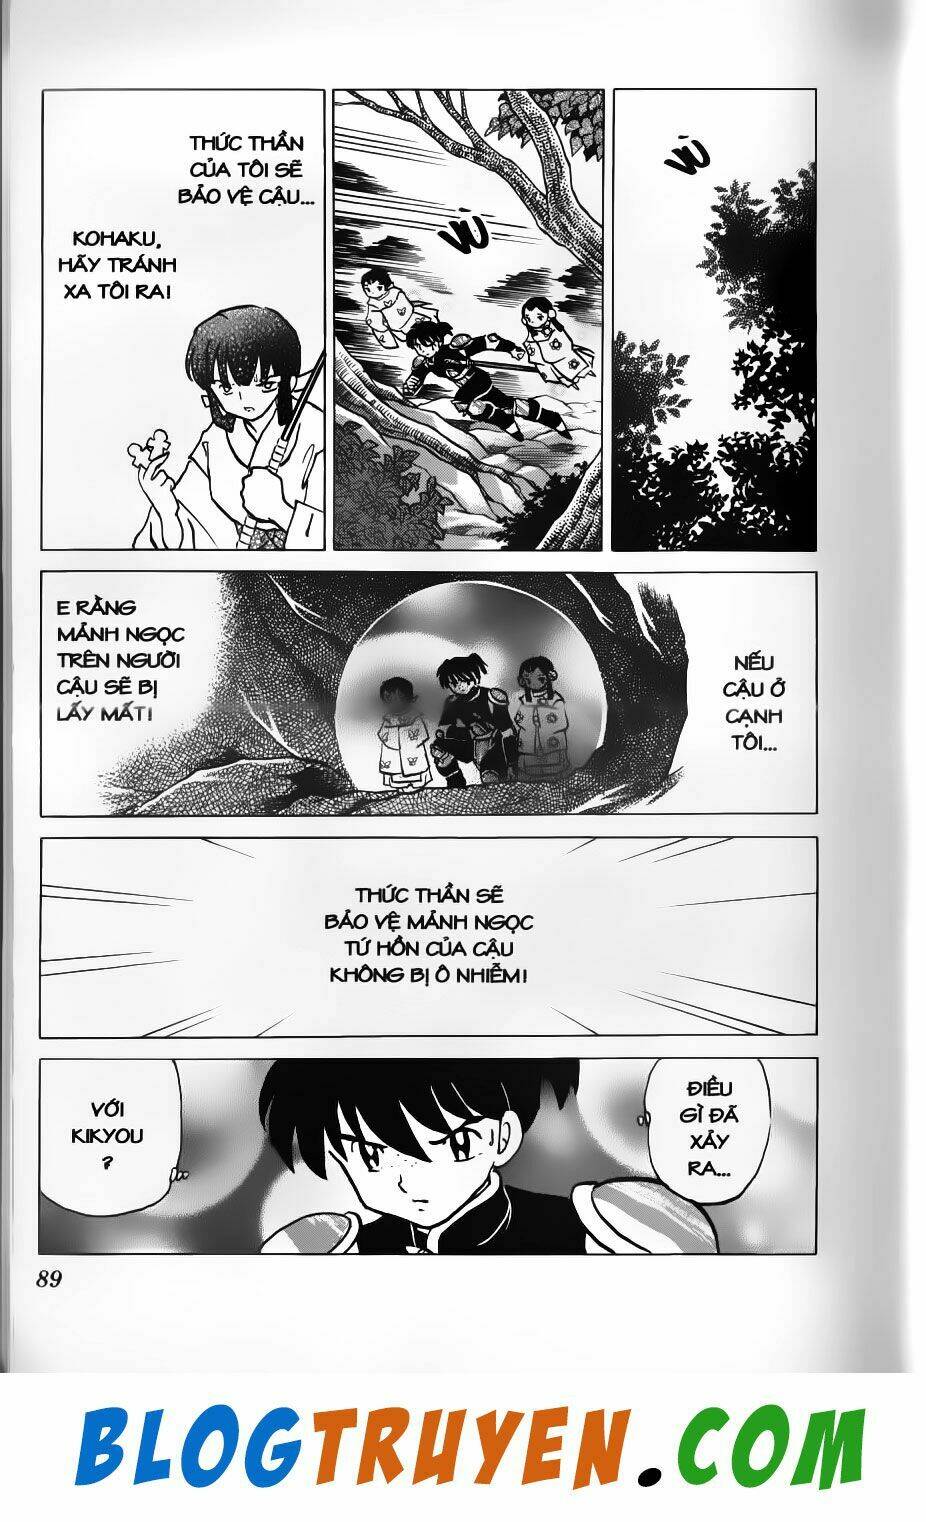 VÙ
VÙ
KOHAKU,
HÃY TRÁNH
XA TÔI RA!
THỨC THẦN
CỦA TÔI SẼ
BẢO VỆ CẬU...
NẾU
CẬU Ở
CẠNH
TÔI...
E RẰNG
MẢNH NGỌC
TRÊN NGƯỜI
CẬU SẼ BỊ
LẤY MẤT!
THỨC THẦN SẼ
BẢO VỆ MẢNH NGỌC
TỨ HỒN CỦA CẬU
KHÔNG BỊ Ô NHIỄM!
ĐIỀU
GÌ ĐÃ
XẢY
RA...
VỚI
KIKYOU
?
89
BLOGTRUYEN.COM